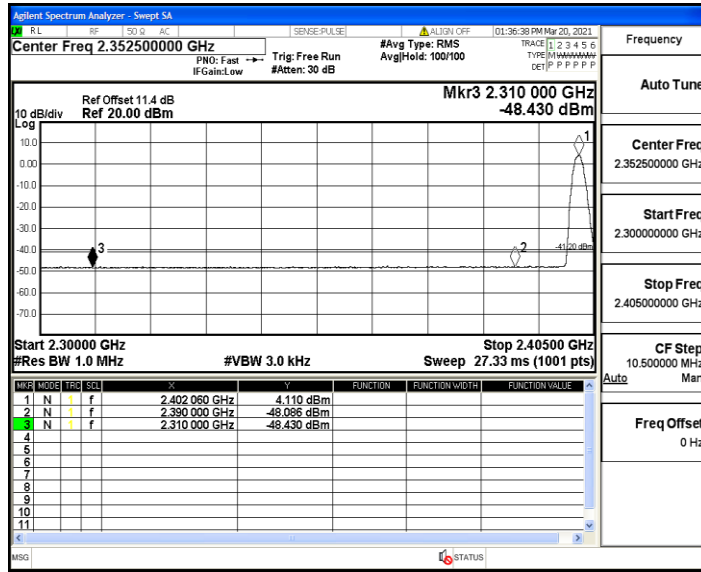 Agilent Spectrum Analyzer - Swept SA
RL RF 50 Ω AC SENSE:PULSE ALIGN OFF 01:36:38 PM Mar 20, 2021
Center Freq 2.352500000 GHz
PNO: Fast
IFGain:Low
Trig: Free Run
#Atten: 30 dB
#Avg Type: RMS
Avg|Hold: 100/100
TRACE 1 2 3 4 5 6
TYPE M
DET P P P P P P
Ref Offset 11.4 dB
Ref 20.00 dBm
10 dB/div
Log
Mkr3 2.310 000 GHz
-48.430 dBm
10.0
0.00
-10.0
-20.0
-30.0
-40.0
-50.0
-60.0
-70.0
1
2
3
-41.20 dBm
Start 2.30000 GHz Stop 2.40500 GHz
#Res BW 1.0 MHz #VBW 3.0 kHz Sweep 27.33 ms (1001 pts)
MKR MODE TRC SCL X Y FUNCTION FUNCTION WIDTH FUNCTION VALUE
1 N f 2.402 060 GHz 4.110 dBm
2 N f 2.390 000 GHz -48.086 dBm
3 N f 2.310 000 GHz -48.430 dBm
4
5
6
7
8
9
10
11
MSG STATUS
Frequency
Auto Tune
Center Freq
2.352500000 GHz
Start Freq
2.300000000 GHz
Stop Freq
2.405000000 GHz
CF Step
10.500000 MHz
Auto Man
Freq Offset
0 Hz